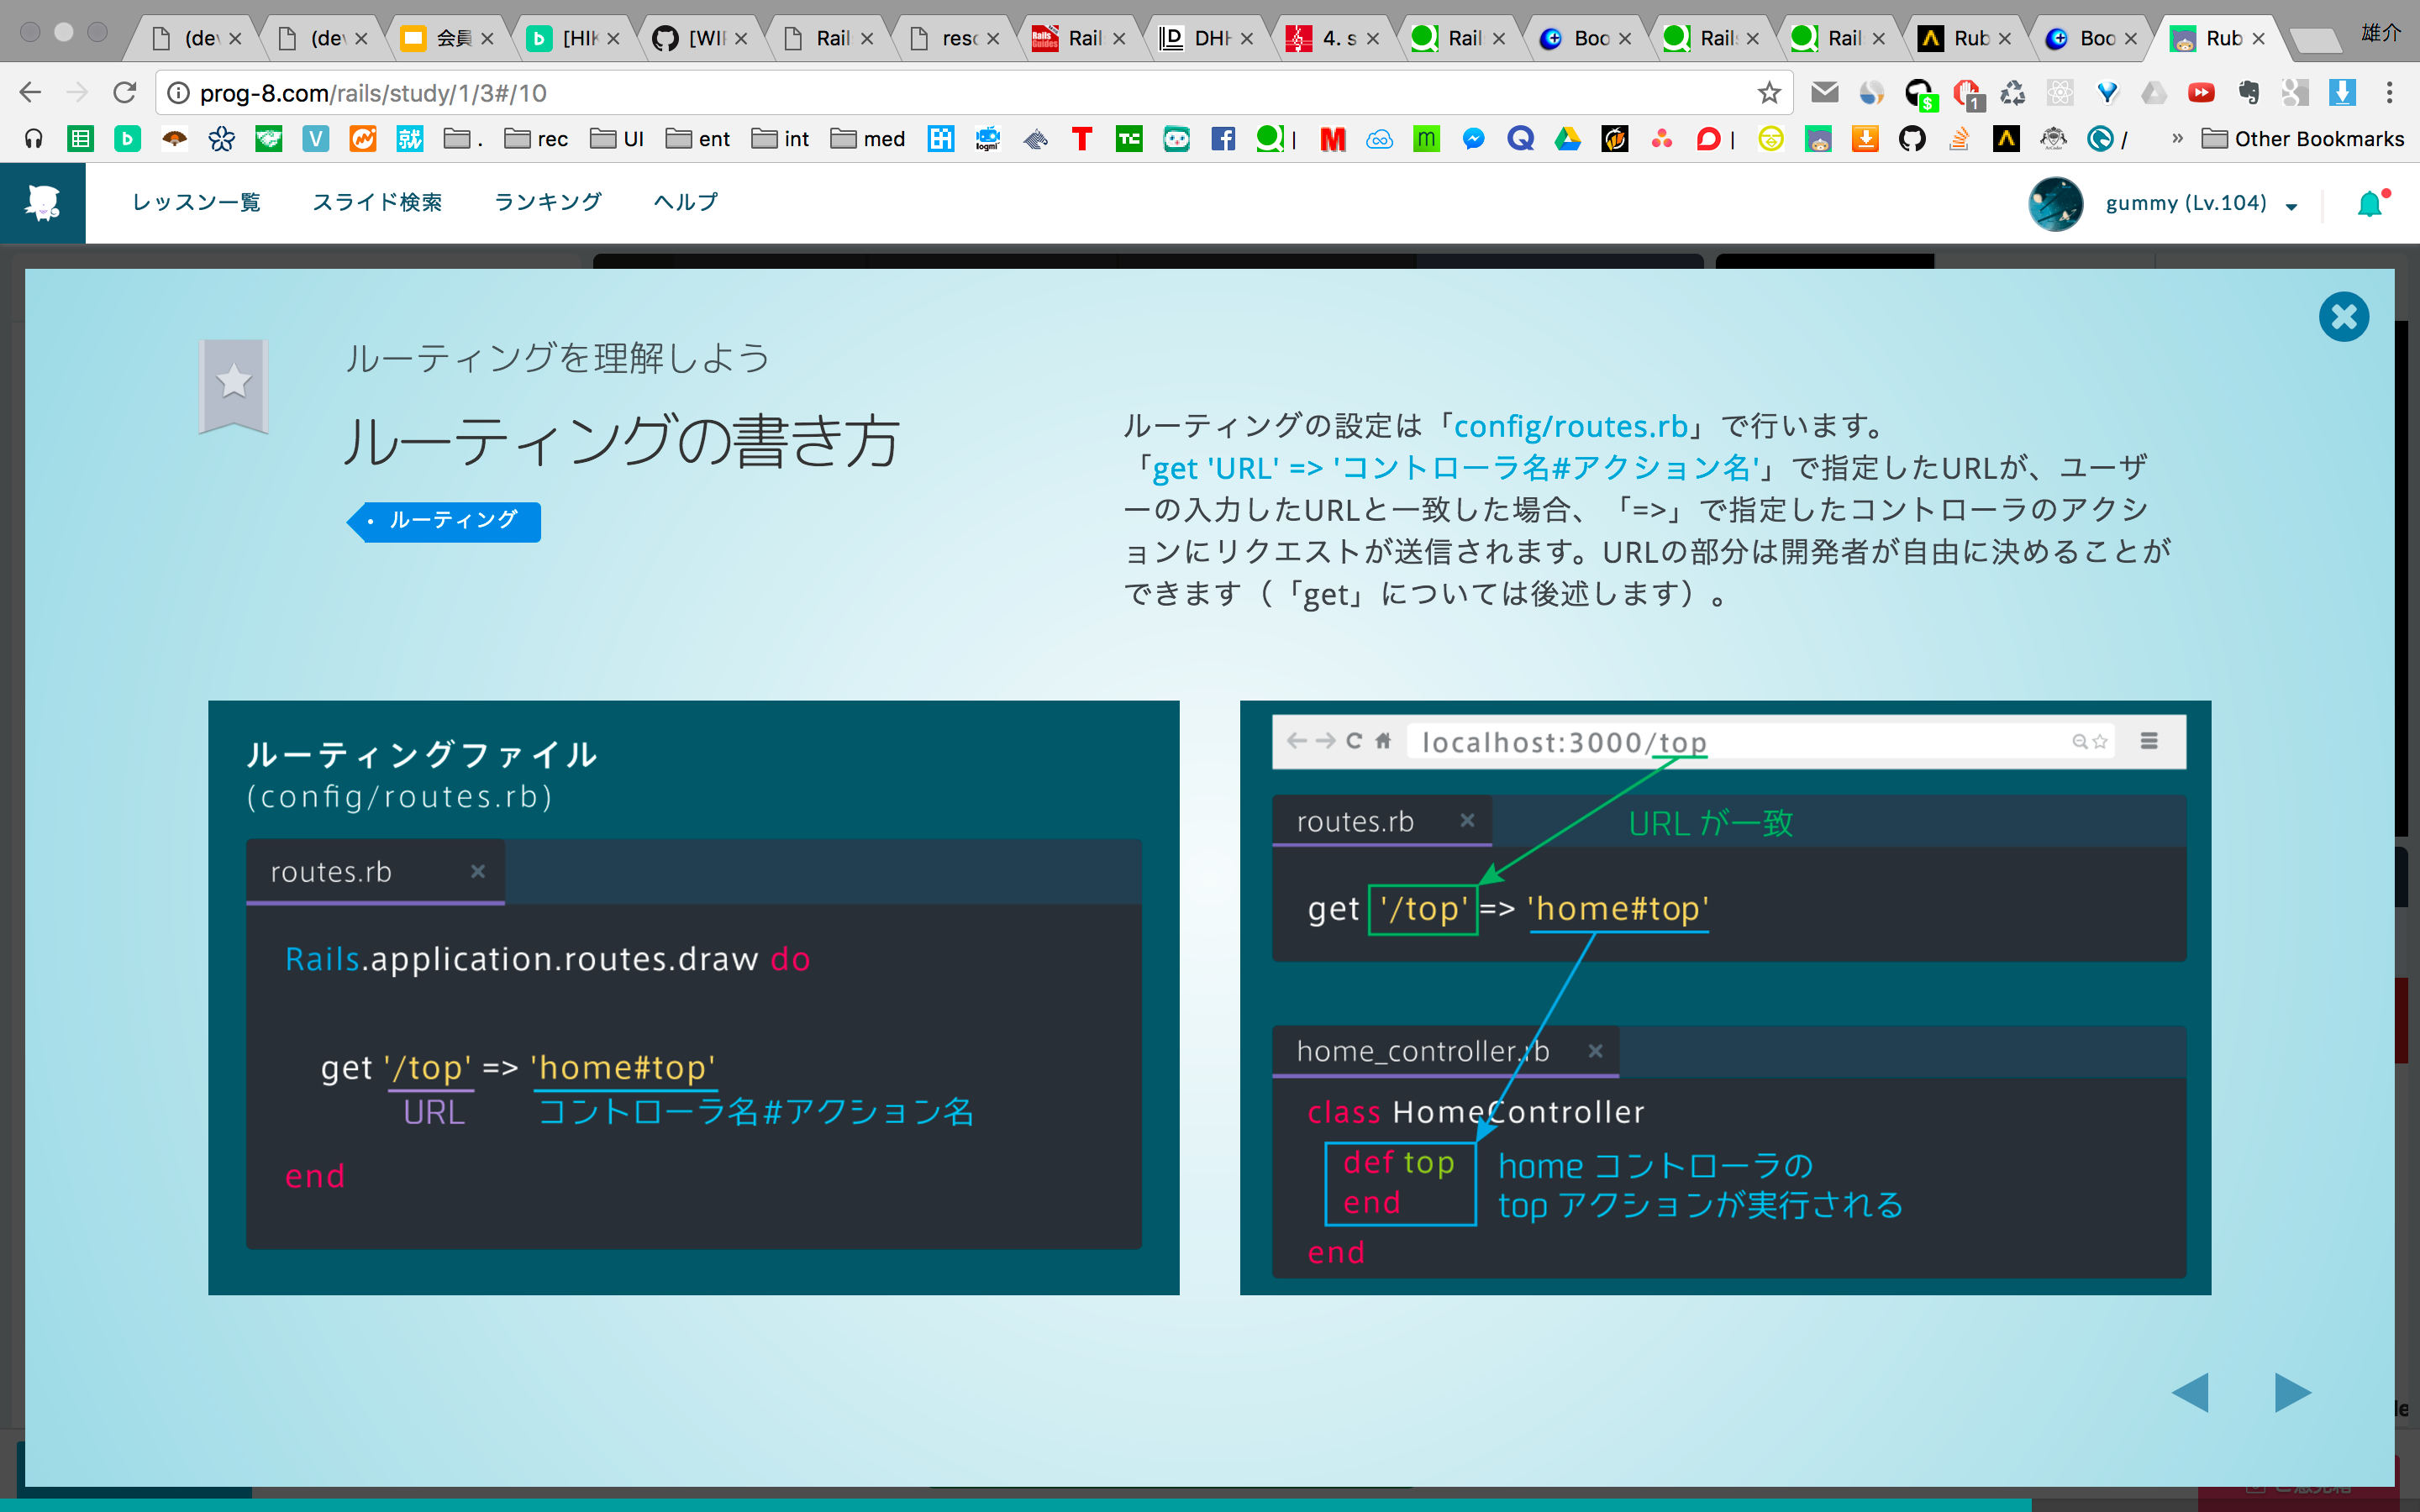 (dev
(dev
会員
[HIK
[WIP
Rail
resc
Rail
DHH
4. s
Rail
Boo
Rails
Rail
Rub
Boo
Rub
雄介
prog-8.com/rails/study/1/3#/10
.
rec
UI
ent
int
med
|
|
/
»
Other Bookmarks
レッスン一覧
スライド検索
ランキング
ヘルプ
gummy (Lv.104)
ルーティングを理解しよう
ルーティングの書き方
• ルーティング
ルーティングの設定は「config/routes.rb」で行います。
「get 'URL' => 'コントローラ名#アクション名'」で指定したURLが、ユーザ
ーの入力したURLと一致した場合、「=>」で指定したコントローラのアクシ
ョンにリクエストが送信されます。URLの部分は開発者が自由に決めることが
できます（「get」については後述します）。
ルーティングファイル
(config/routes.rb)
routes.rb ×
Rails.application.routes.draw do
get '/top' => 'home#top'
URL コントローラ名#アクション名
end
localhost:3000/top
routes.rb ×
URL が一致
get '/top' => 'home#top'
home_controller.rb ×
class HomeController
def top
end
home コントローラの
top アクションが実行される
end